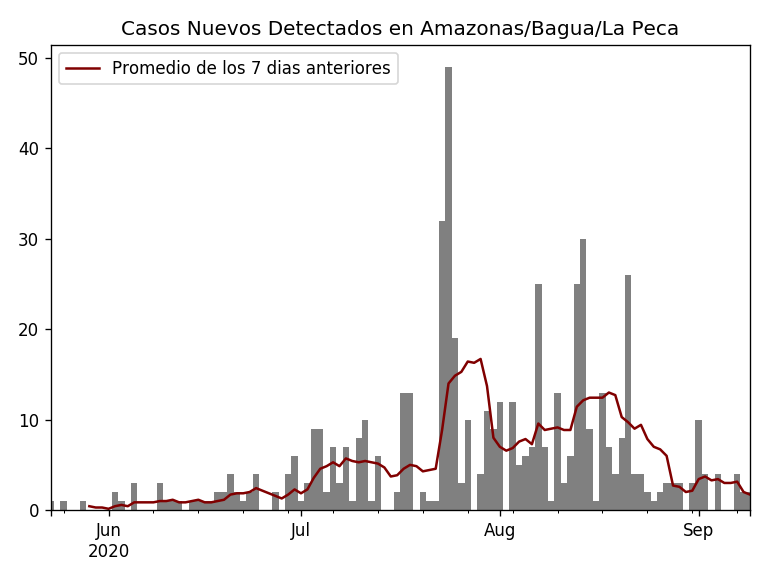 Casos Nuevos Detectados en Amazonas/Bagua/La Peca
Promedio de los 7 dias anteriores
50
40
30
20
10
0
Jun Jul Aug Sep
2020